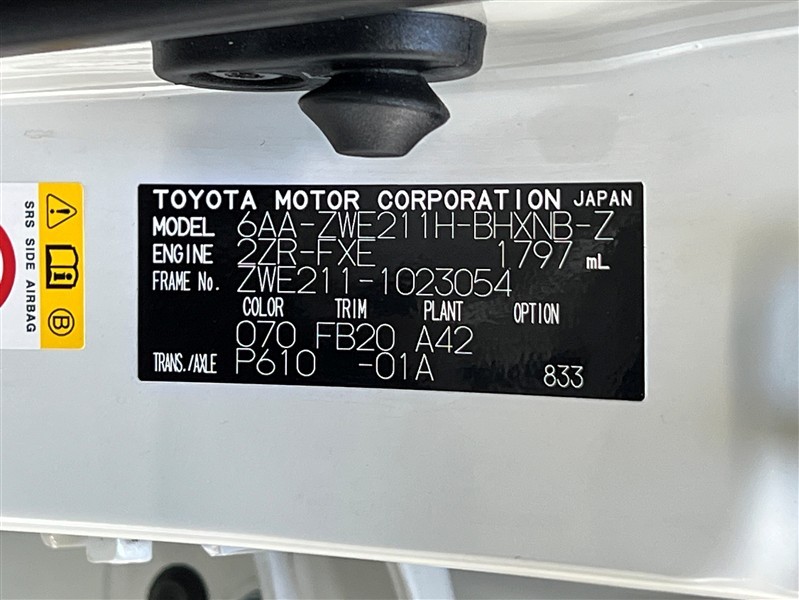 TOYOTA MOTOR CORPORATION JAPAN
MODEL 6AA-ZWE211H-BHXNB-Z
ENGINE 2ZR-FXE 1797 mL
FRAME No. ZWE211-1023054
COLOR TRIM PLANT OPTION
070 FB20 A42
TRANS./AXLE P610 -01A 833
SRS SIDE AIRBAG
B